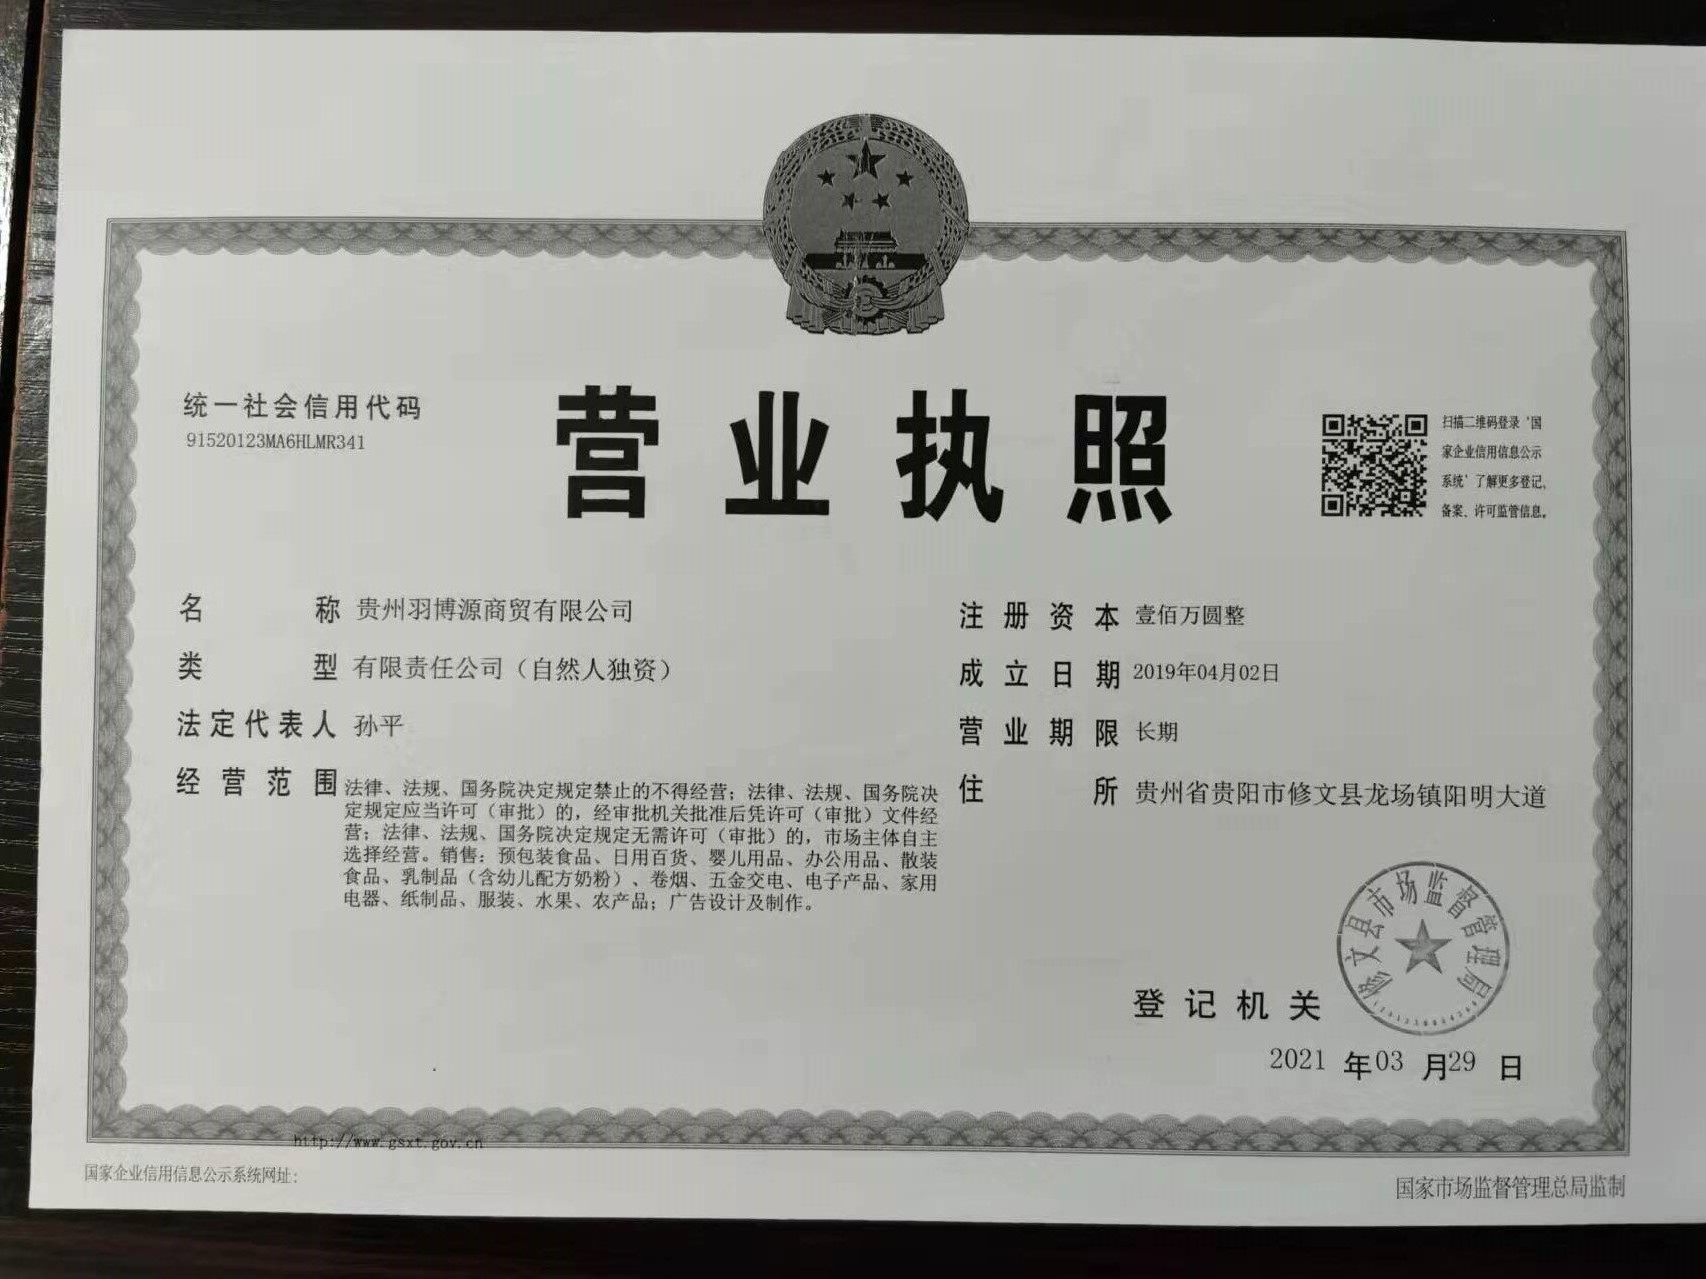 统一社会信用代码
91520123MA6HLMR341
营业执照
扫描二维码登录‘国
家企业信用信息公示
系统’了解更多登记、
备案、许可监管信息。
名称 贵州羽博源商贸有限公司
类型 有限责任公司（自然人独资）
法定代表人 孙平
经营范围 法律、法规、国务院决定规定禁止的不得经营；法律、法规、国务院决
定规定应当许可（审批）的，经审批机关批准后凭许可（审批）文件经
营；法律、法规、国务院决定规定无需许可（审批）的，市场主体自主
选择经营。销售：预包装食品、日用百货、婴儿用品、办公用品、散装
食品、乳制品（含幼儿配方奶粉）、卷烟、五金交电、电子产品、家用
电器、纸制品、服装、水果、农产品；广告设计及制作。
注册资本 壹佰万圆整
成立日期 2019年04月02日
营业期限 长期
住所 贵州省贵阳市修文县龙场镇阳明大道
修文县市场监督管理局
登记机关
2021 年03 月29 日
http://www.gsxt.gov.cn
国家企业信用信息公示系统网址：
国家市场监督管理总局监制